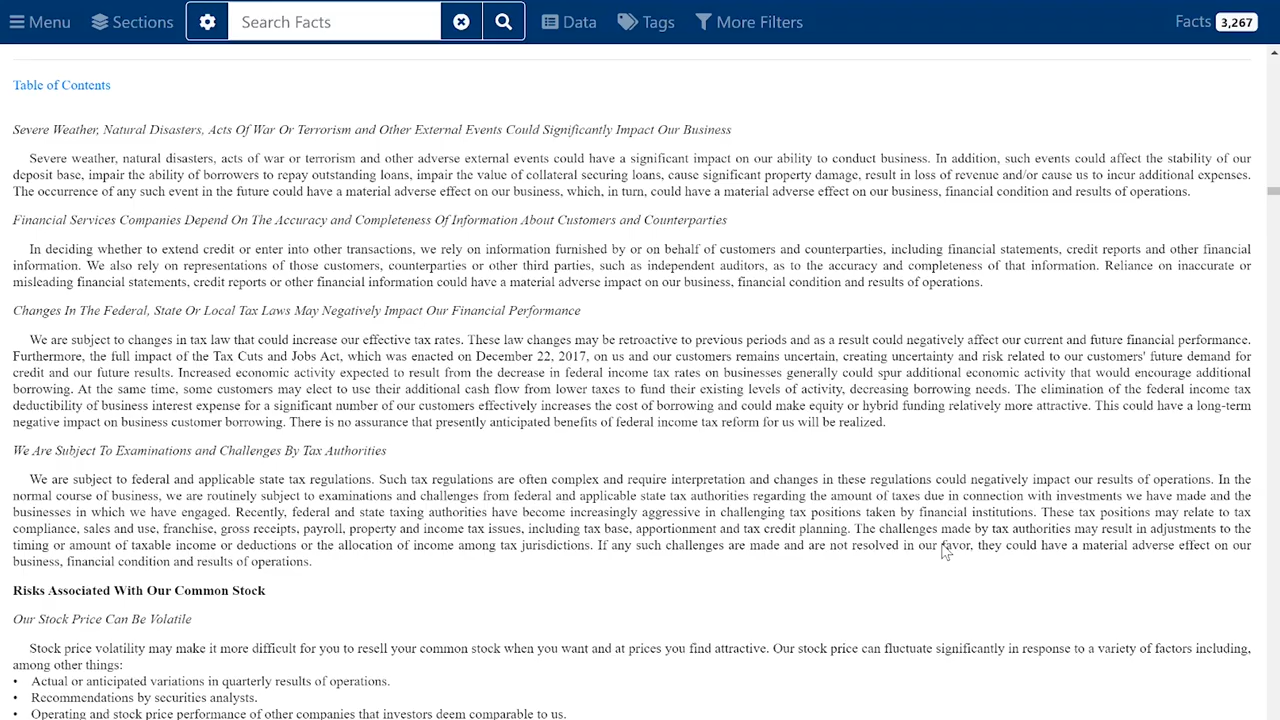 Menu Sections Search Facts Data Tags More Filters Facts 3,267
Table of Contents
Severe Weather, Natural Disasters, Acts Of War Or Terrorism and Other External Events Could Significantly Impact Our Business
Severe weather, natural disasters, acts of war or terrorism and other adverse external events could have a significant impact on our ability to conduct business. In addition, such events could affect the stability of our
deposit base, impair the ability of borrowers to repay outstanding loans, impair the value of collateral securing loans, cause significant property damage, result in loss of revenue and/or cause us to incur additional expenses.
The occurrence of any such event in the future could have a material adverse effect on our business, which, in turn, could have a material adverse effect on our business, financial condition and results of operations.
Financial Services Companies Depend On The Accuracy and Completeness Of Information About Customers and Counterparties
In deciding whether to extend credit or enter into other transactions, we rely on information furnished by or on behalf of customers and counterparties, including financial statements, credit reports and other financial
information. We also rely on representations of those customers, counterparties or other third parties, such as independent auditors, as to the accuracy and completeness of that information. Reliance on inaccurate or
misleading financial statements, credit reports or other financial information could have a material adverse impact on our business, financial condition and results of operations.
Changes In The Federal, State Or Local Tax Laws May Negatively Impact Our Financial Performance
We are subject to changes in tax law that could increase our effective tax rates. These law changes may be retroactive to previous periods and as a result could negatively affect our current and future financial performance.
Furthermore, the full impact of the Tax Cuts and Jobs Act, which was enacted on December 22, 2017, on us and our customers remains uncertain, creating uncertainty and risk related to our customers' future demand for
credit and our future results. Increased economic activity expected to result from the decrease in federal income tax rates on businesses generally could spur additional economic activity that would encourage additional
borrowing. At the same time, some customers may elect to use their additional cash flow from lower taxes to fund their existing levels of activity, decreasing borrowing needs. The elimination of the federal income tax
deductibility of business interest expense for a significant number of our customers effectively increases the cost of borrowing and could make equity or hybrid funding relatively more attractive. This could have a long-term
negative impact on business customer borrowing. There is no assurance that presently anticipated benefits of federal income tax reform for us will be realized.
We Are Subject To Examinations and Challenges By Tax Authorities
We are subject to federal and applicable state tax regulations. Such tax regulations are often complex and require interpretation and changes in these regulations could negatively impact our results of operations. In the
normal course of business, we are routinely subject to examinations and challenges from federal and applicable state tax authorities regarding the amount of taxes due in connection with investments we have made and the
businesses in which we have engaged. Recently, federal and state taxing authorities have become increasingly aggressive in challenging tax positions taken by financial institutions. These tax positions may relate to tax
compliance, sales and use, franchise, gross receipts, payroll, property and income tax issues, including tax base, apportionment and tax credit planning. The challenges made by tax authorities may result in adjustments to the
timing or amount of taxable income or deductions or the allocation of income among tax jurisdictions. If any such challenges are made and are not resolved in our favor, they could have a material adverse effect on our
business, financial condition and results of operations.
Risks Associated With Our Common Stock
Our Stock Price Can Be Volatile
Stock price volatility may make it more difficult for you to resell your common stock when you want and at prices you find attractive. Our stock price can fluctuate significantly in response to a variety of factors including,
among other things:
• Actual or anticipated variations in quarterly results of operations.
• Recommendations by securities analysts.
• Operating and stock price performance of other companies that investors deem comparable to us.